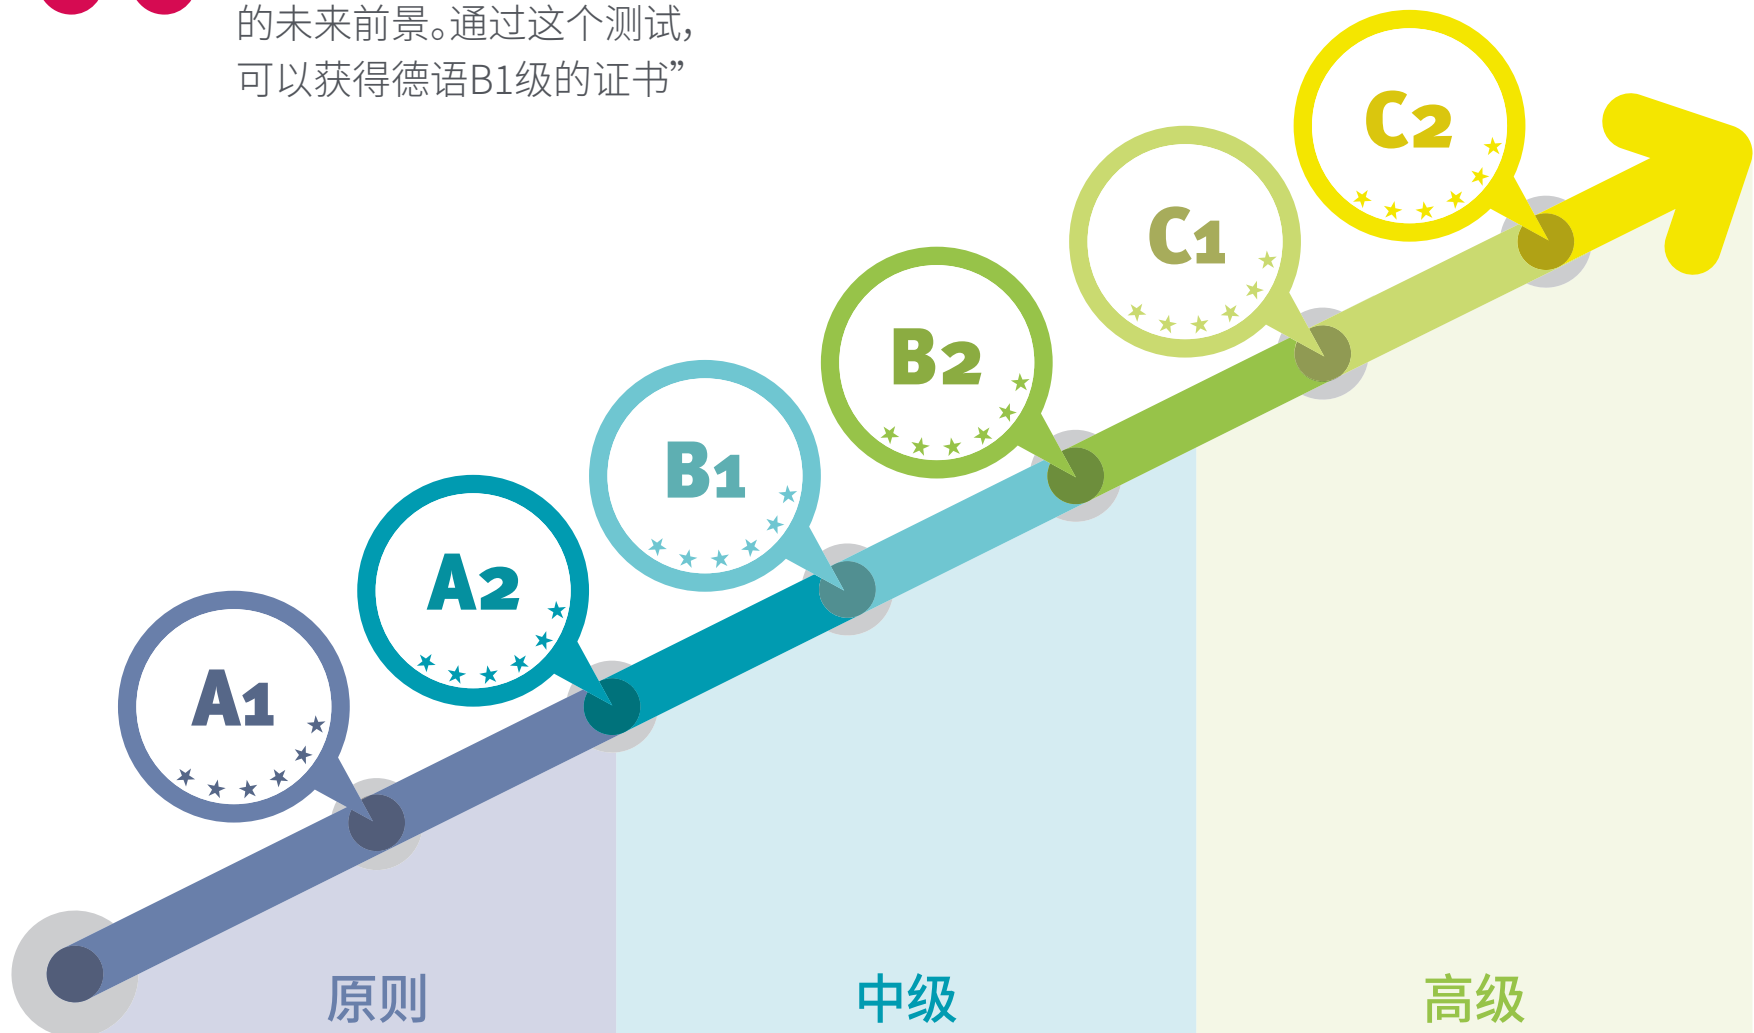 的未来前景。通过这个测试，
可以获得德语B1级的证书”
C2
C1
B2
B1
A2
A1
原则
中级
高级